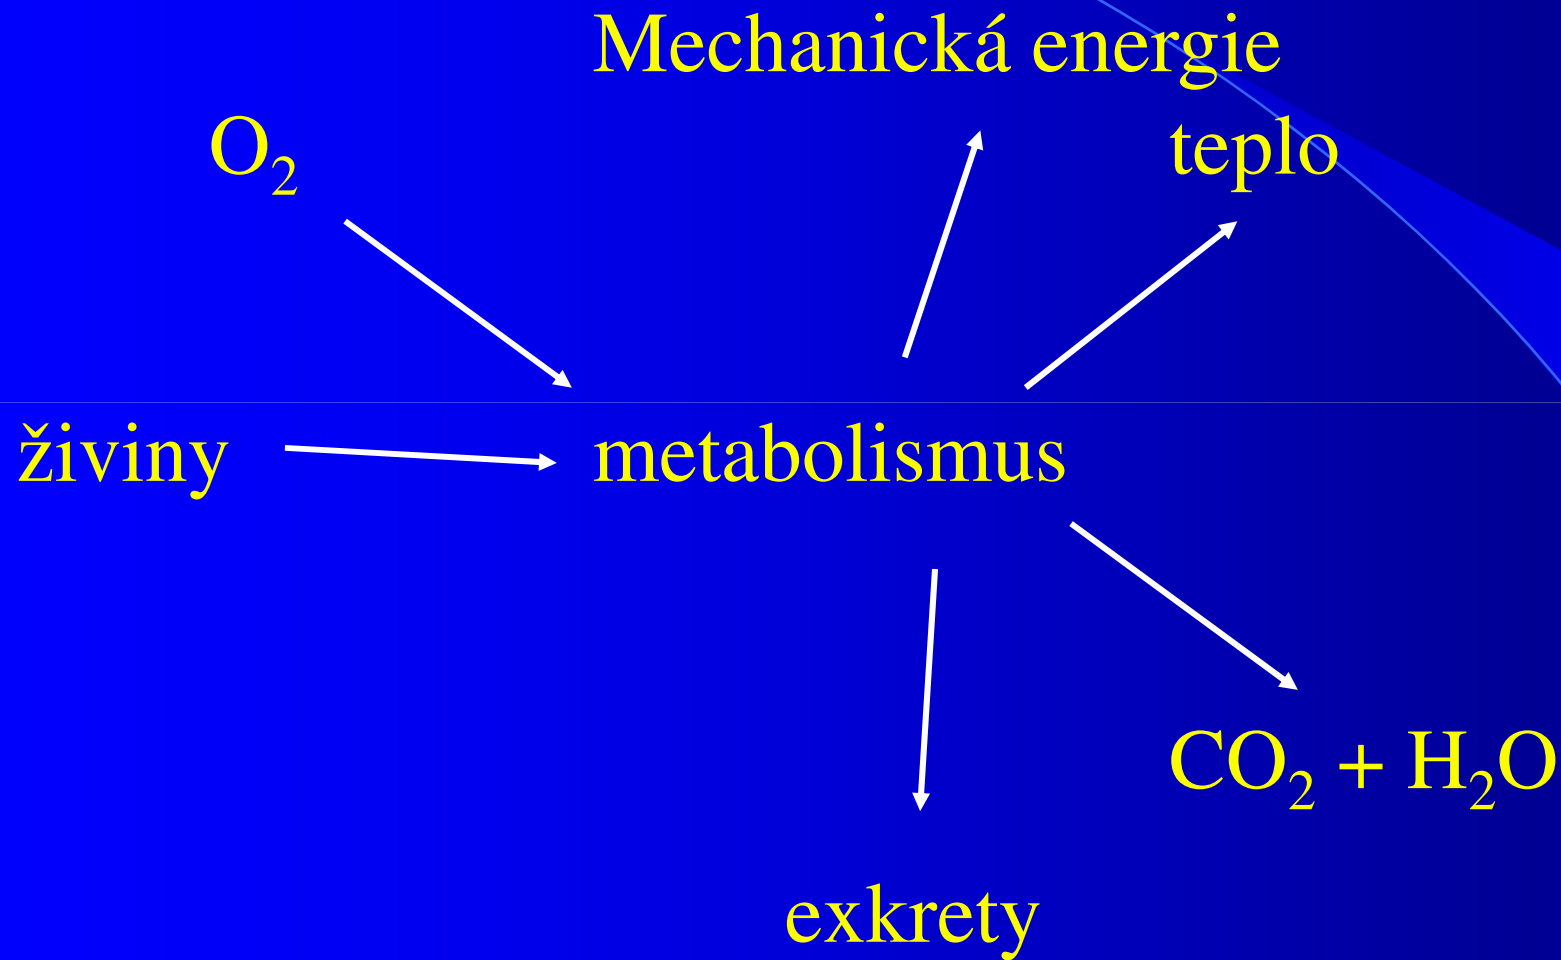 Mechanická energie
O₂ teplo
živiny metabolismus
CO₂ + H₂O
exkrety